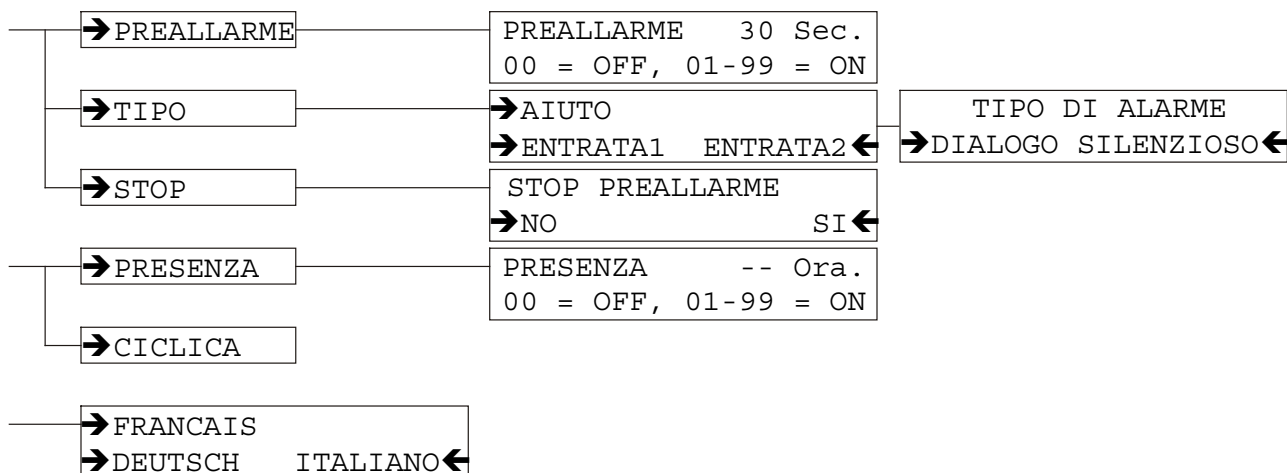 ➔PREALLARME
PREALLARME 30 Sec.
00 = OFF, 01-99 = ON
➔TIPO
➔AIUTO
➔ENTRATA1 ENTRATA2🡸
TIPO DI ALARME
➔DIALOGO SILENZIOSO🡸
➔STOP
STOP PREALLARME
➔NO SI🡸
➔PRESENZA
PRESENZA -- Ora.
00 = OFF, 01-99 = ON
➔CICLICA
➔FRANCAIS
➔DEUTSCH ITALIANO🡸